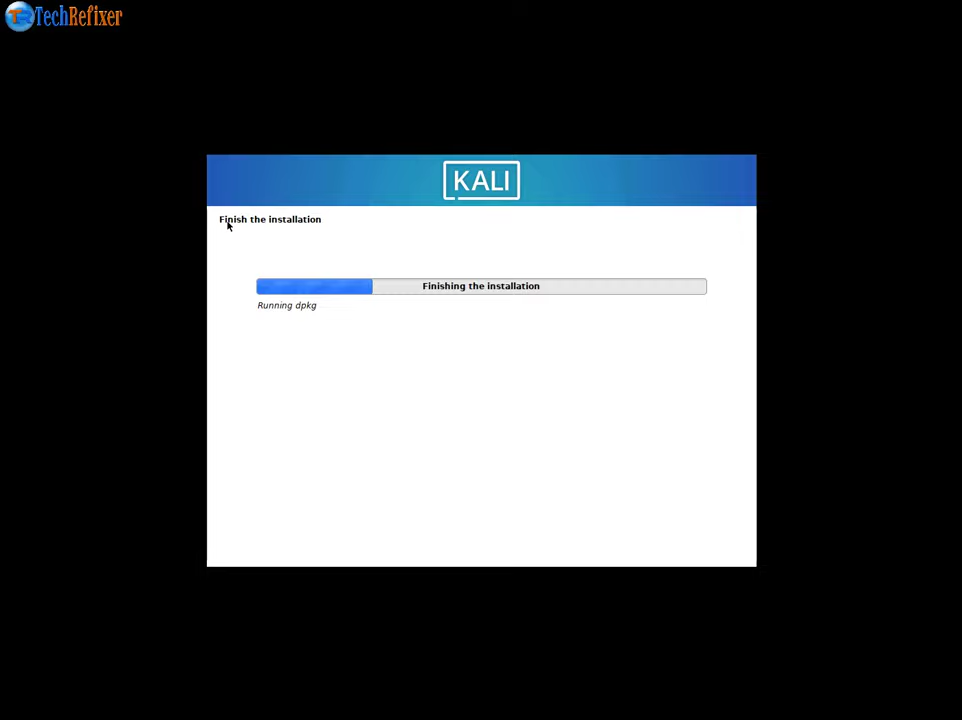 TechRefixer
KALI
Finish the installation
Finishing the installation
Running dpkg